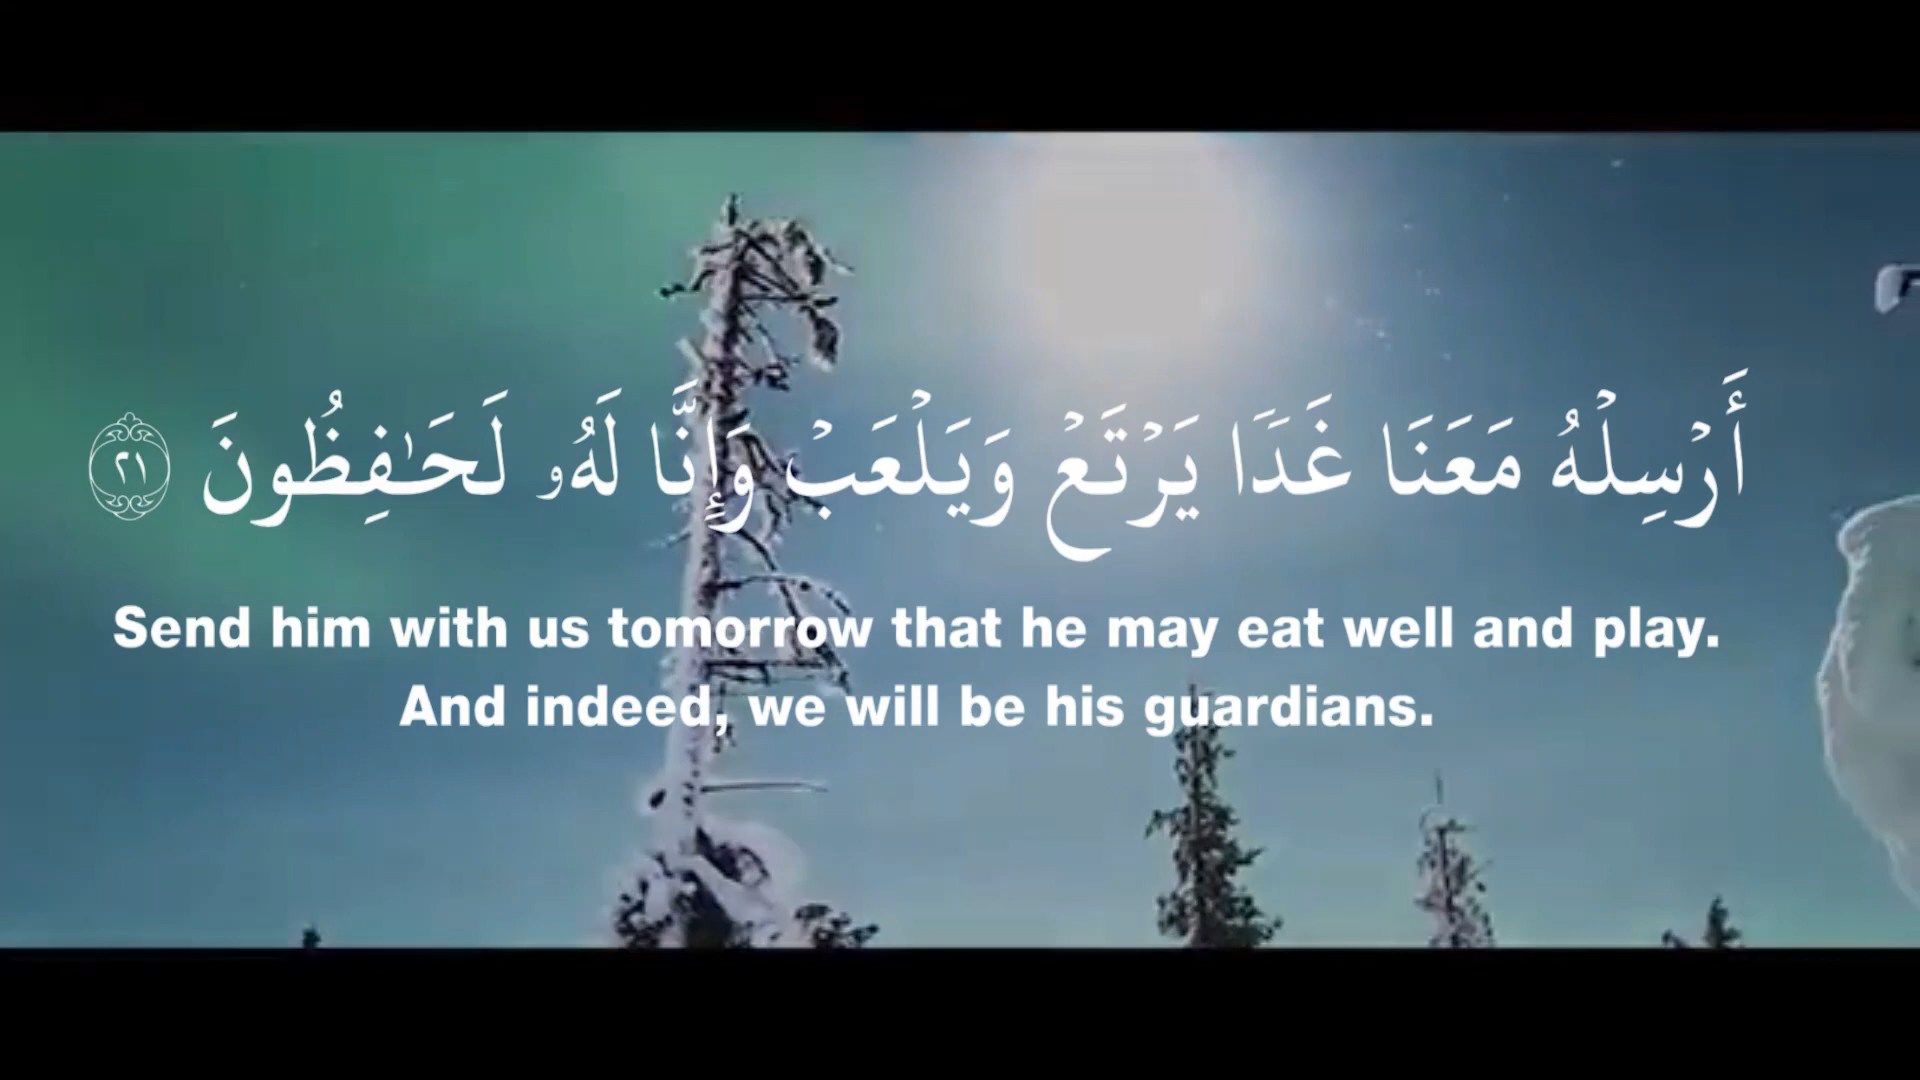 أَرْسِلْهُ مَعَنَا غَدًا يَرْتَعْ وَيَلْعَبْ وَإِنَّا لَهُۥ لَحَـٰفِظُونَ ٢١
Send him with us tomorrow that he may eat well and play.
And indeed, we will be his guardians.